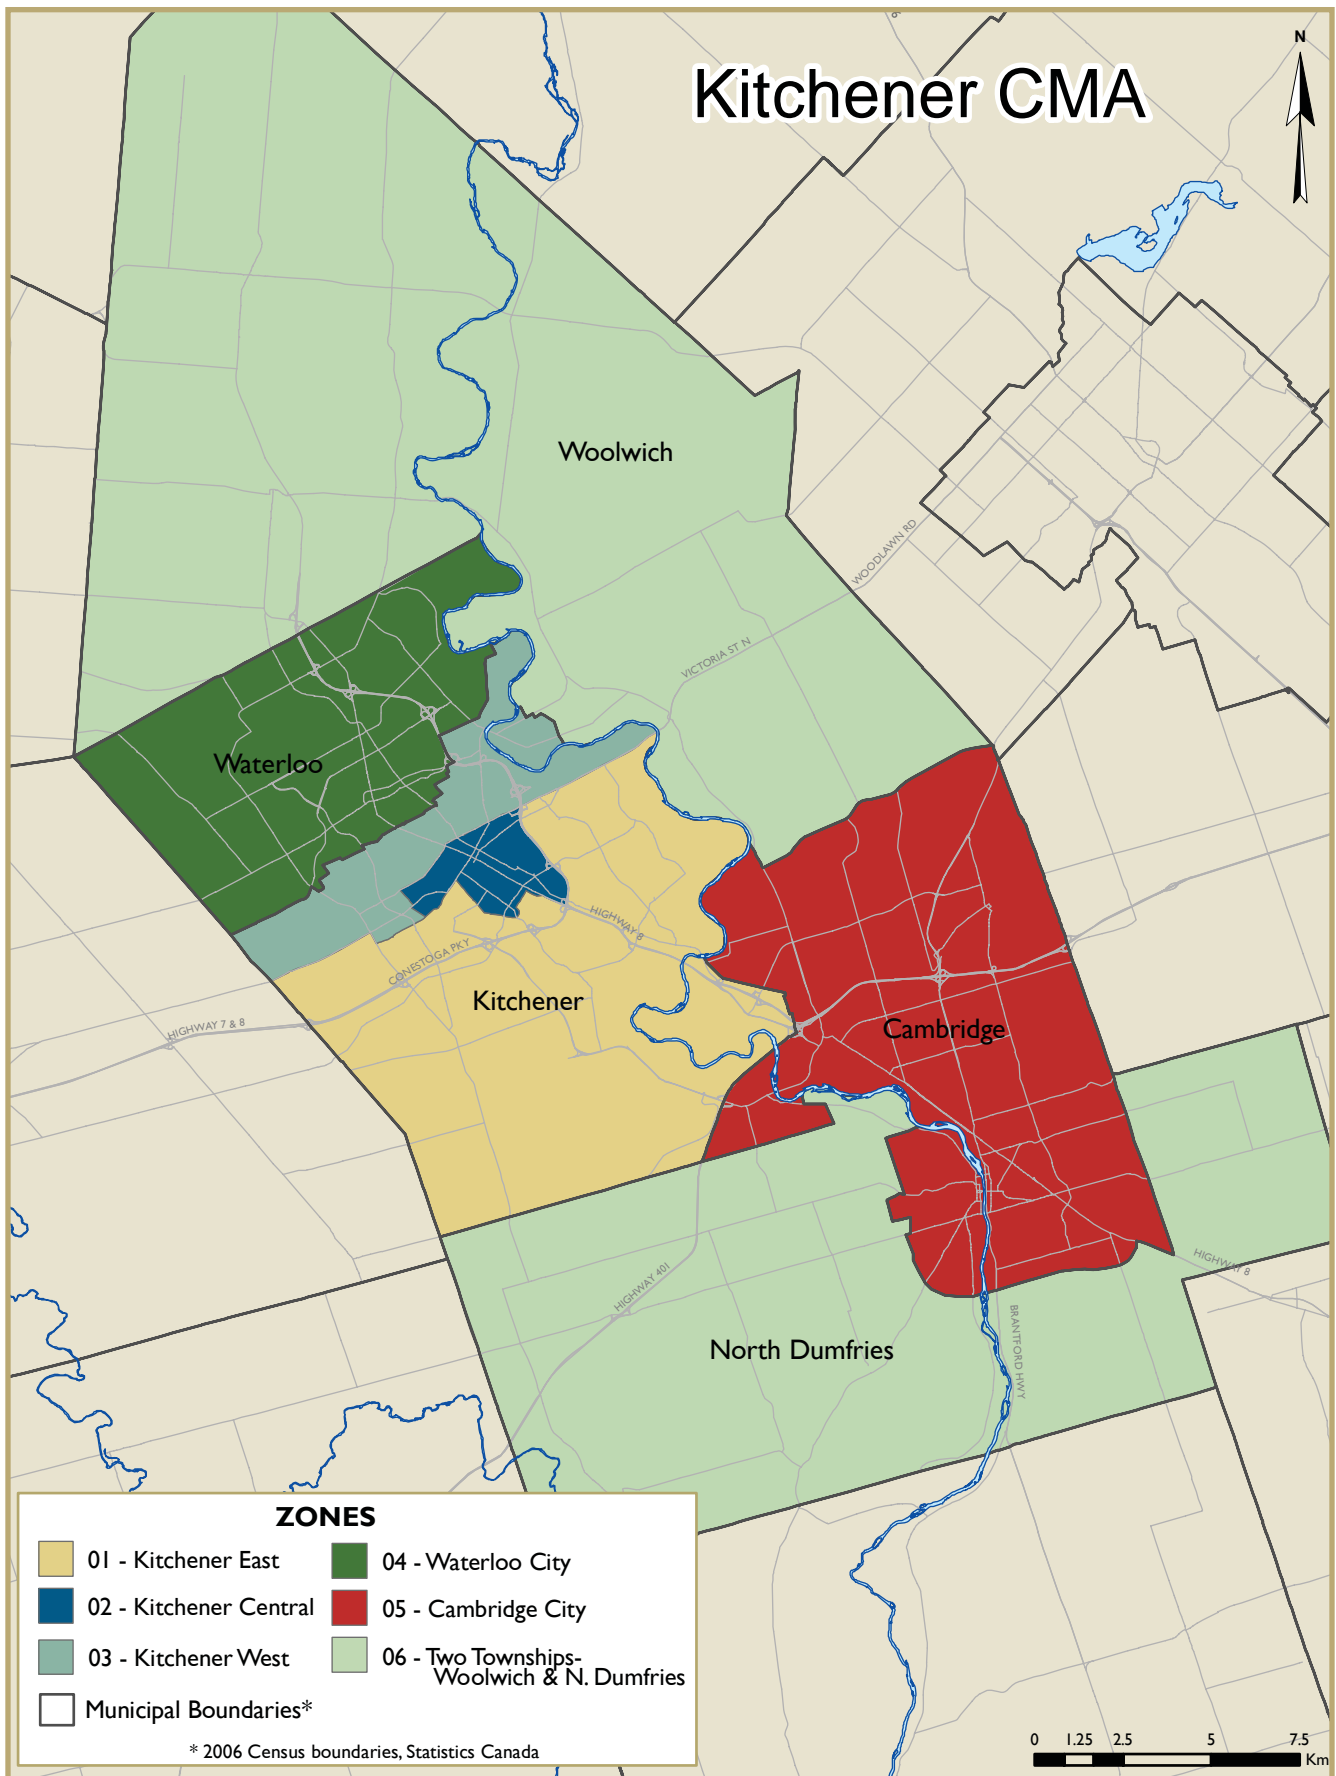 Kitchener CMA
N
6
Woolwich
WOODLAWN RD
VICTORIA ST N
Waterloo
HIGHWAY 8
CONESTOGA PKY
Kitchener
HIGHWAY 7 & 8
Cambridge
HIGHWAY 8
HIGHWAY 401
BRANTFORD HWY
North Dumfries
ZONES
01 - Kitchener East
02 - Kitchener Central
03 - Kitchener West
04 - Waterloo City
05 - Cambridge City
06 - Two Townships-
Woolwich & N. Dumfries
Municipal Boundaries*
* 2006 Census boundaries, Statistics Canada
0 1.25 2.5 5 7.5
Km